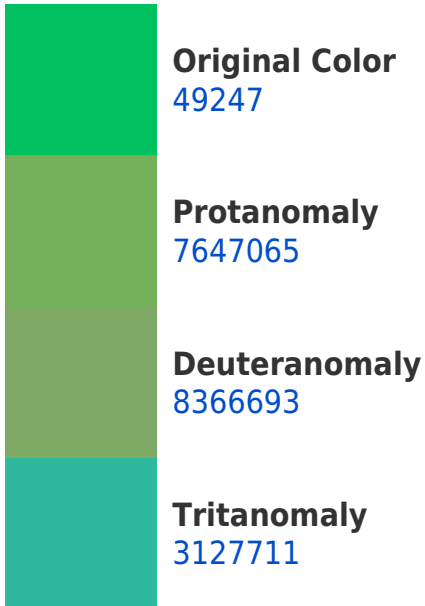 Original Color
49247
Protanomaly
7647065
Deuteranomaly
8366693
Tritanomaly
3127711